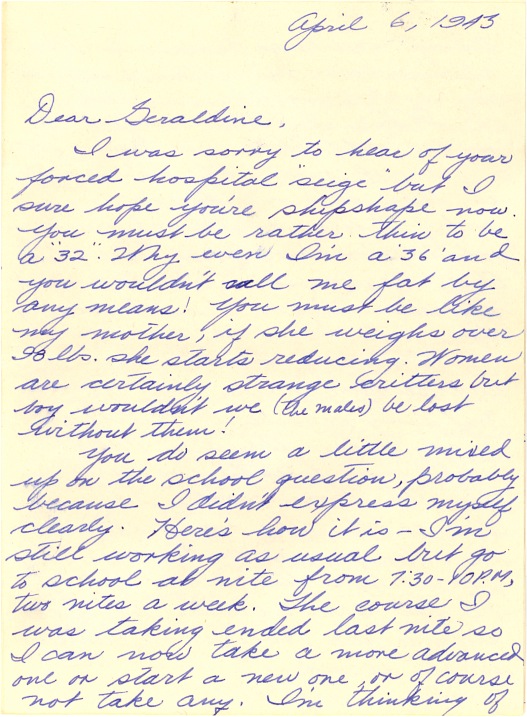 April 6, 1943
Dear Geraldine,
I was sorry to hear of your
forced hospital "seige" but I
sure hope you're shipshape now.
You must be rather thin to be
a "32". Why even I'm a "36" and
you wouldn't call me fat by
any means! You must be like
my mother, if she weighs over
98 lbs. she starts reducing. Women
are certainly strange critters but
boy wouldn't we (the males) be lost
without them!
You do seem a little mixed
up on the school question, probably
because I didn't express myself
clearly. Here's how it is – I'm
still working as usual but go
to school at nite from 7:30-10 P.M.,
two nites a week. The course I
was taking ended last nite so
I can now take a more advanced
one or start a new one, or of course
not take any. I'm thinking of